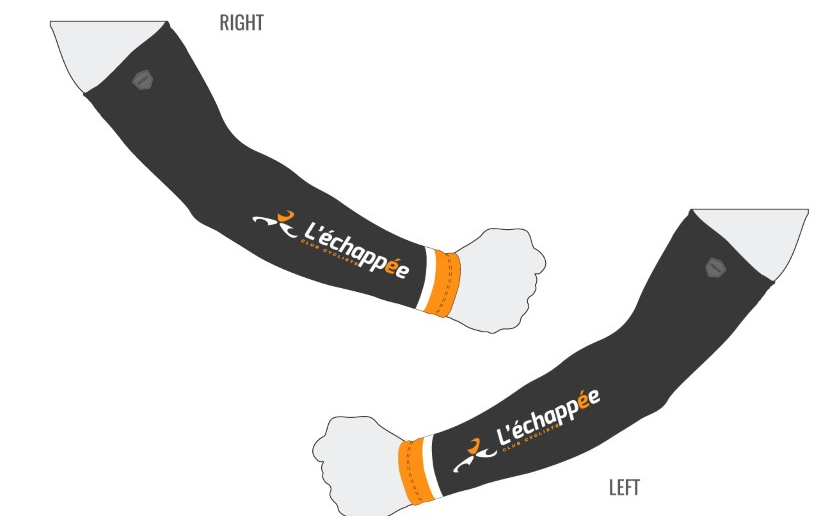 RIGHT
L'échappée
CLUB CYCLISTE
L'échappée
CLUB CYCLISTE
LEFT